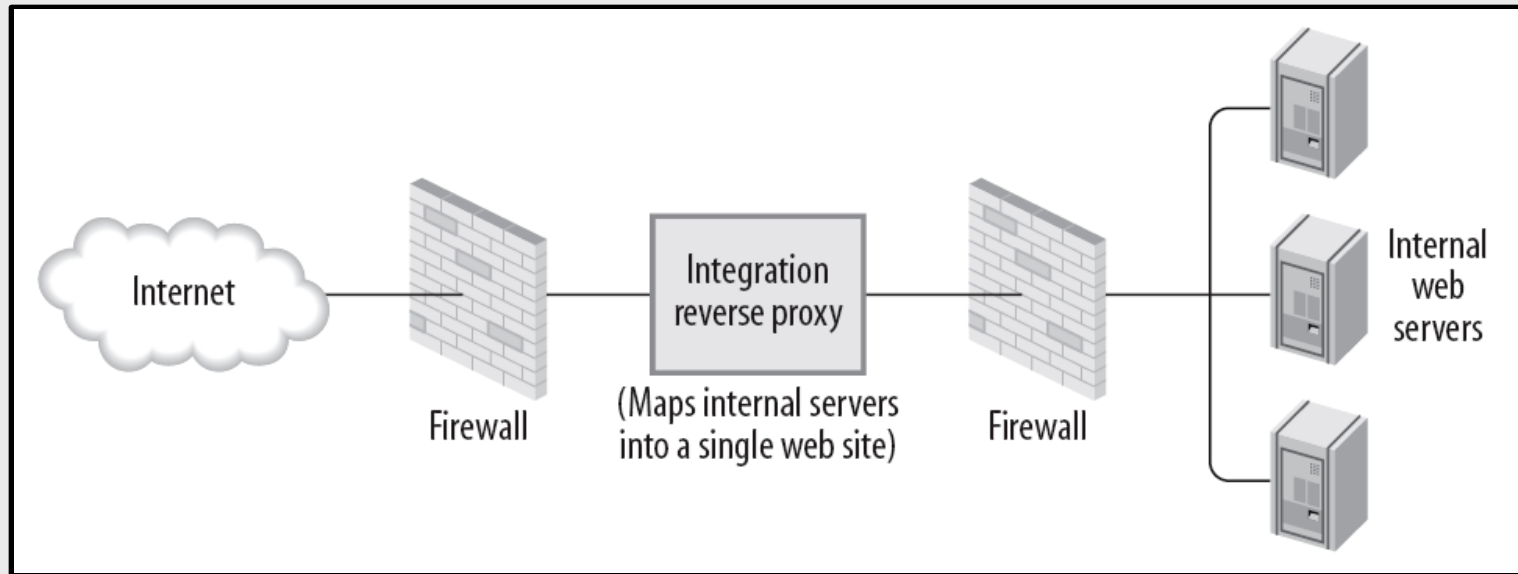 Internet
Firewall
Integration
reverse proxy
(Maps internal servers
into a single web site)
Firewall
Internal
web
servers